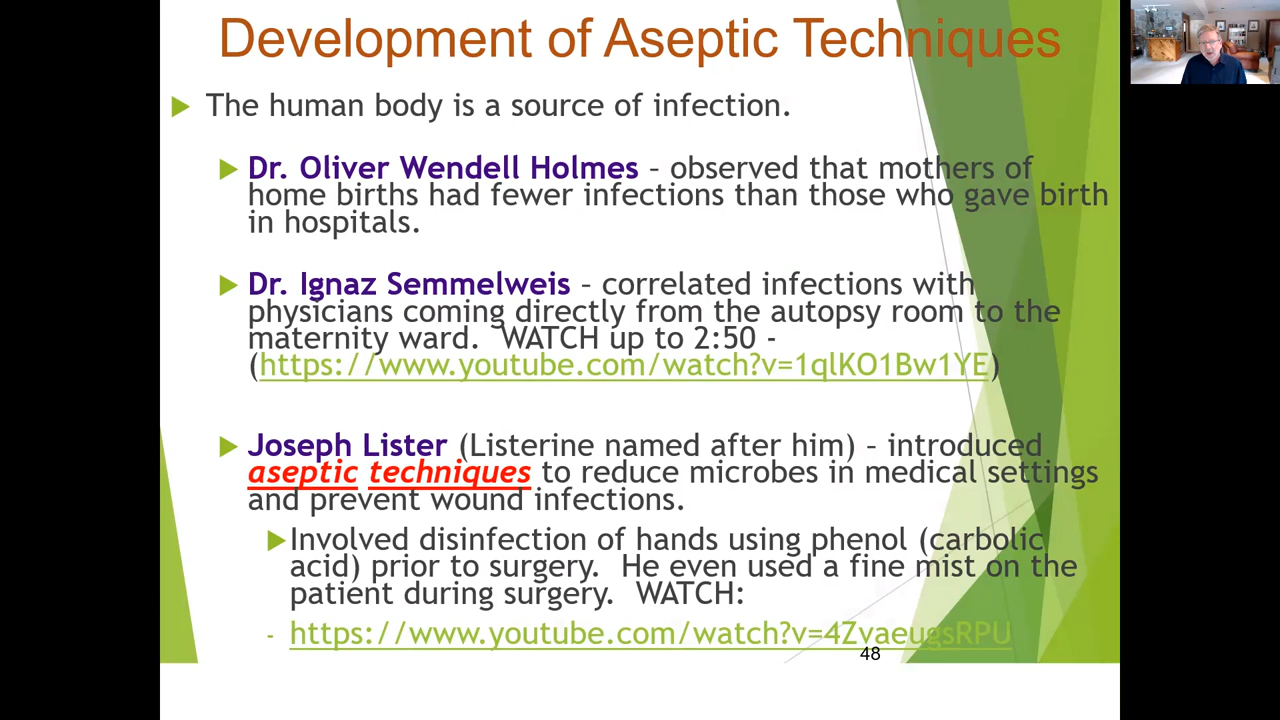 Development of Aseptic Techniques
The human body is a source of infection.
Dr. Oliver Wendell Holmes – observed that mothers of
home births had fewer infections than those who gave birth
in hospitals.
Dr. Ignaz Semmelweis – correlated infections with
physicians coming directly from the autopsy room to the
maternity ward. WATCH up to 2:50 -
(https://www.youtube.com/watch?v=1qlKO1Bw1YE)
Joseph Lister (Listerine named after him) – introduced
aseptic techniques to reduce microbes in medical settings
and prevent wound infections.
Involved disinfection of hands using phenol (carbolic
acid) prior to surgery. He even used a fine mist on the
patient during surgery. WATCH:
- https://www.youtube.com/watch?v=4ZvaeugsRPU
48